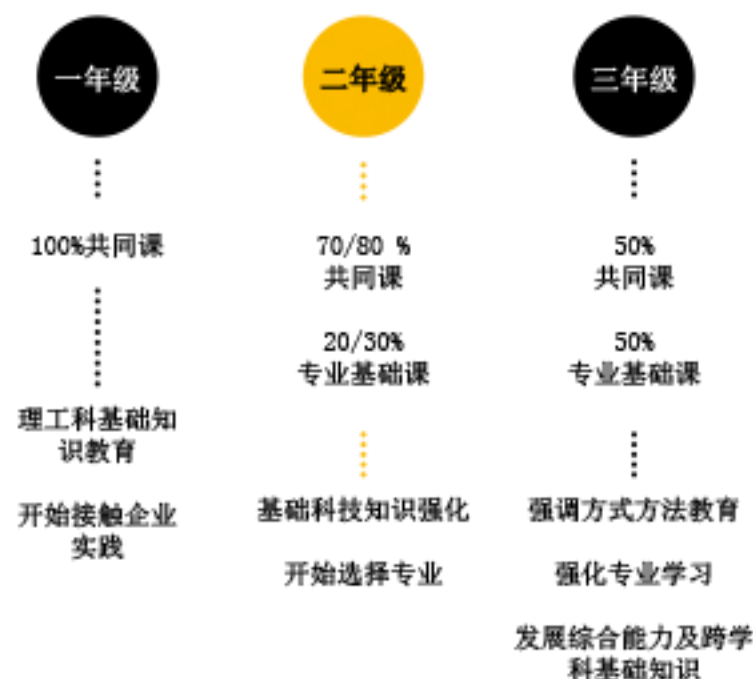 一年级
100%共同课
理工科基础知
识教育
开始接触企业
实践
二年级
70/80 %
共同课
20/30%
专业基础课
基础科技知识强化
开始选择专业
三年级
50%
共同课
50%
专业基础课
强调方式方法教育
强化专业学习
发展综合能力及跨学
科基础知识